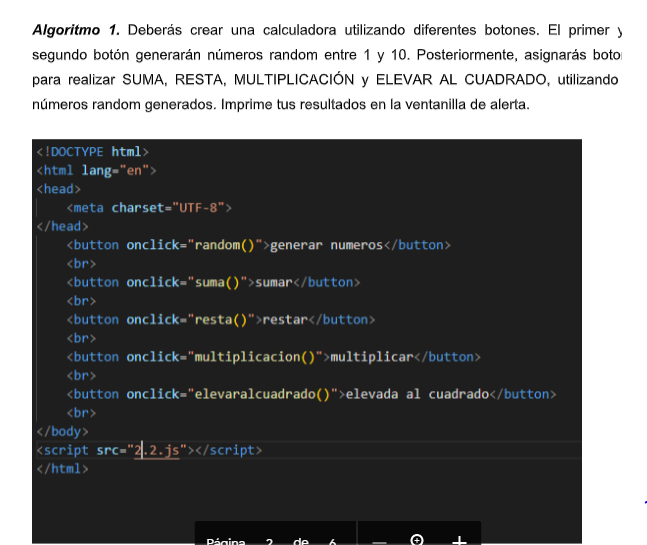 Algoritmo 1. Deberás crear una calculadora utilizando diferentes botones. El primer y
segundo botón generarán números random entre 1 y 10. Posteriormente, asignarás
para realizar SUMA, RESTA, MULTIPLICACIÓN y ELEVAR AL CUADRADO, utilizando
números random generados. Imprime tus resultados en la ventanilla de alerta.
<!DOCTYPE html>
<html lang="en">
<head>
<meta charset="UTF-8">
</head>
<button onclick="random()">generar numeros</button>
<br>
<button onclick="suma()">sumar</button>
<br>
<button onclick="resta()">restar</button>
<br>
<button onclick="multiplicacion()">multiplicar</button>
<br>
<button onclick="elevaralcuadrado()">elevada al cuadrado</button>
<br>
</body>
<script src="2.2.js"></script>
</html>
Página 2 de 6